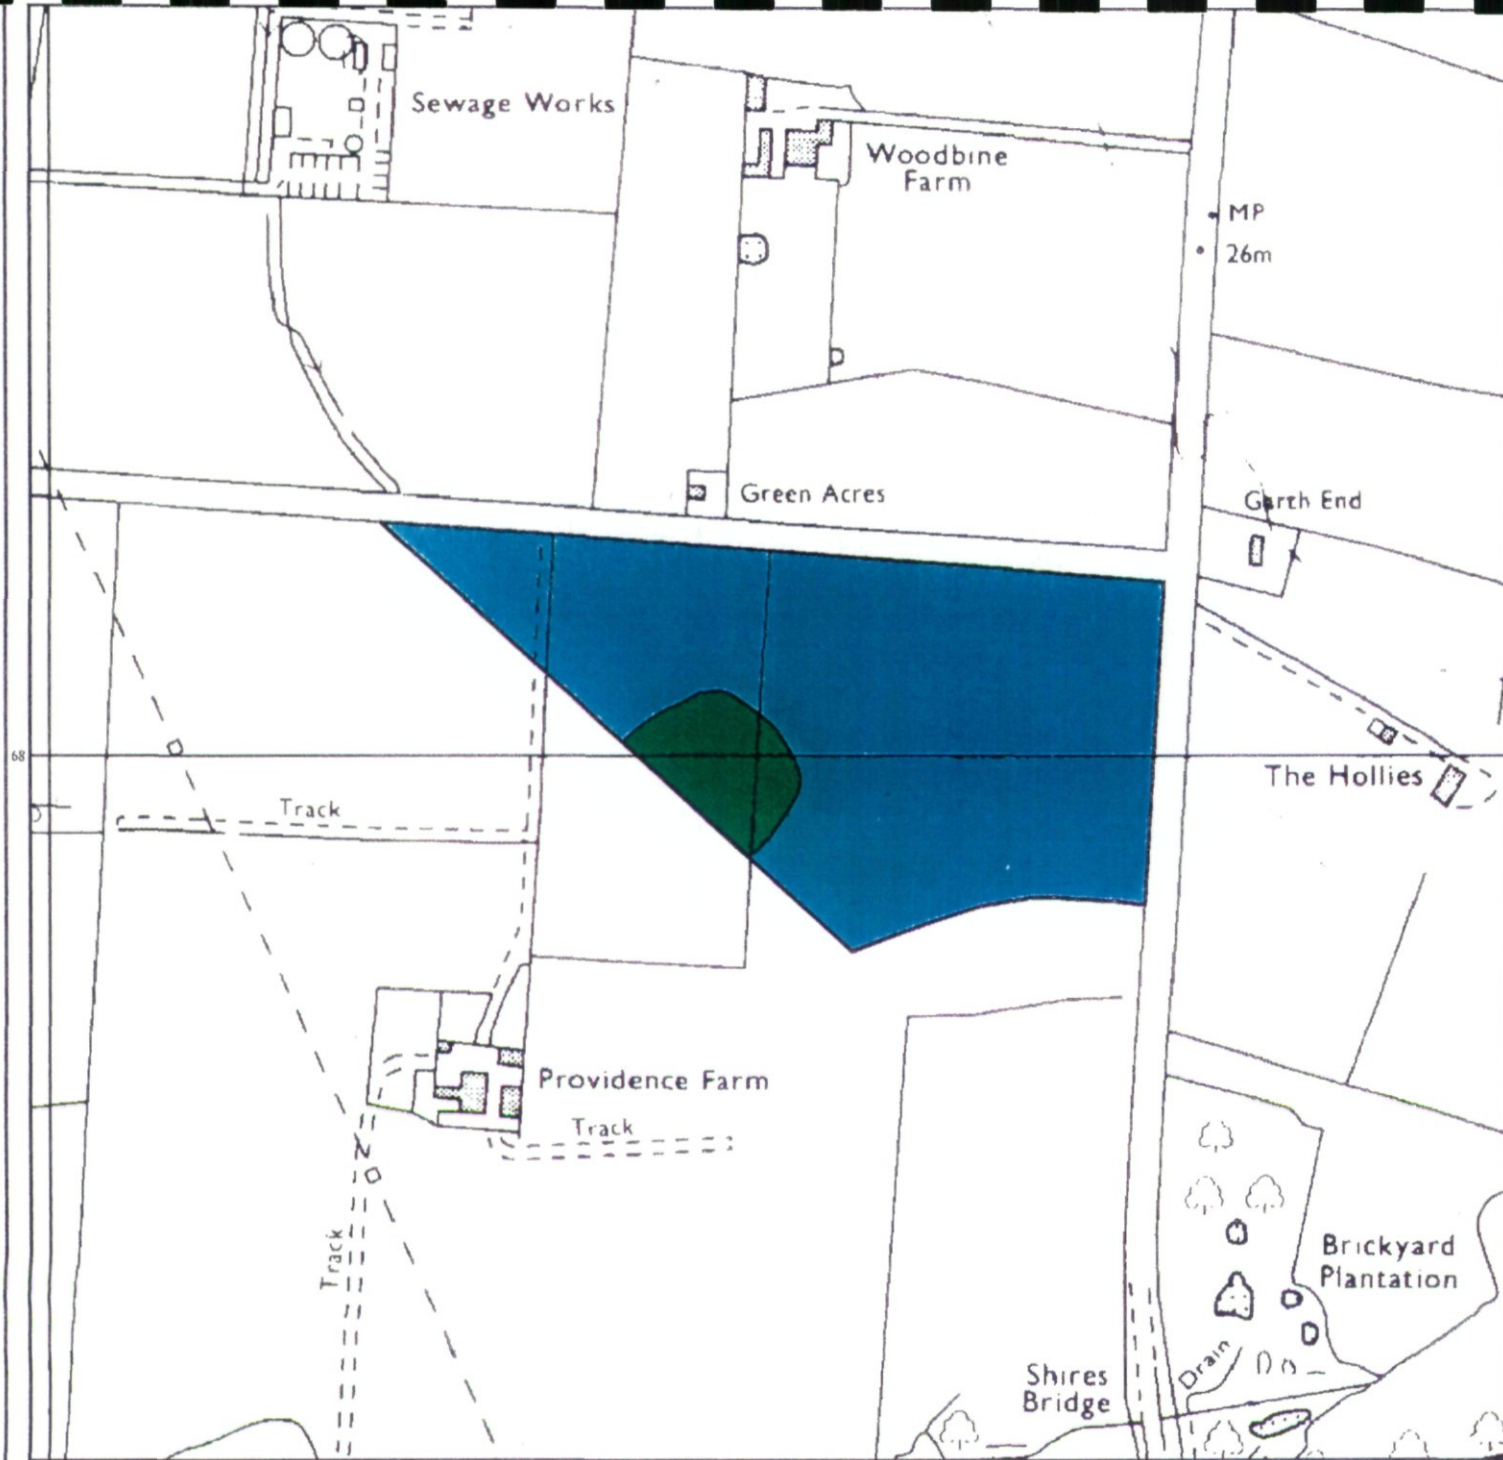 Sewage Works
Woodbine
Farm
MP
26m
Green Acres
Garth End
68
The Hollies
Track
Providence Farm
Track
Track
Brickyard
Plantation
Drain
Shires
Bridge